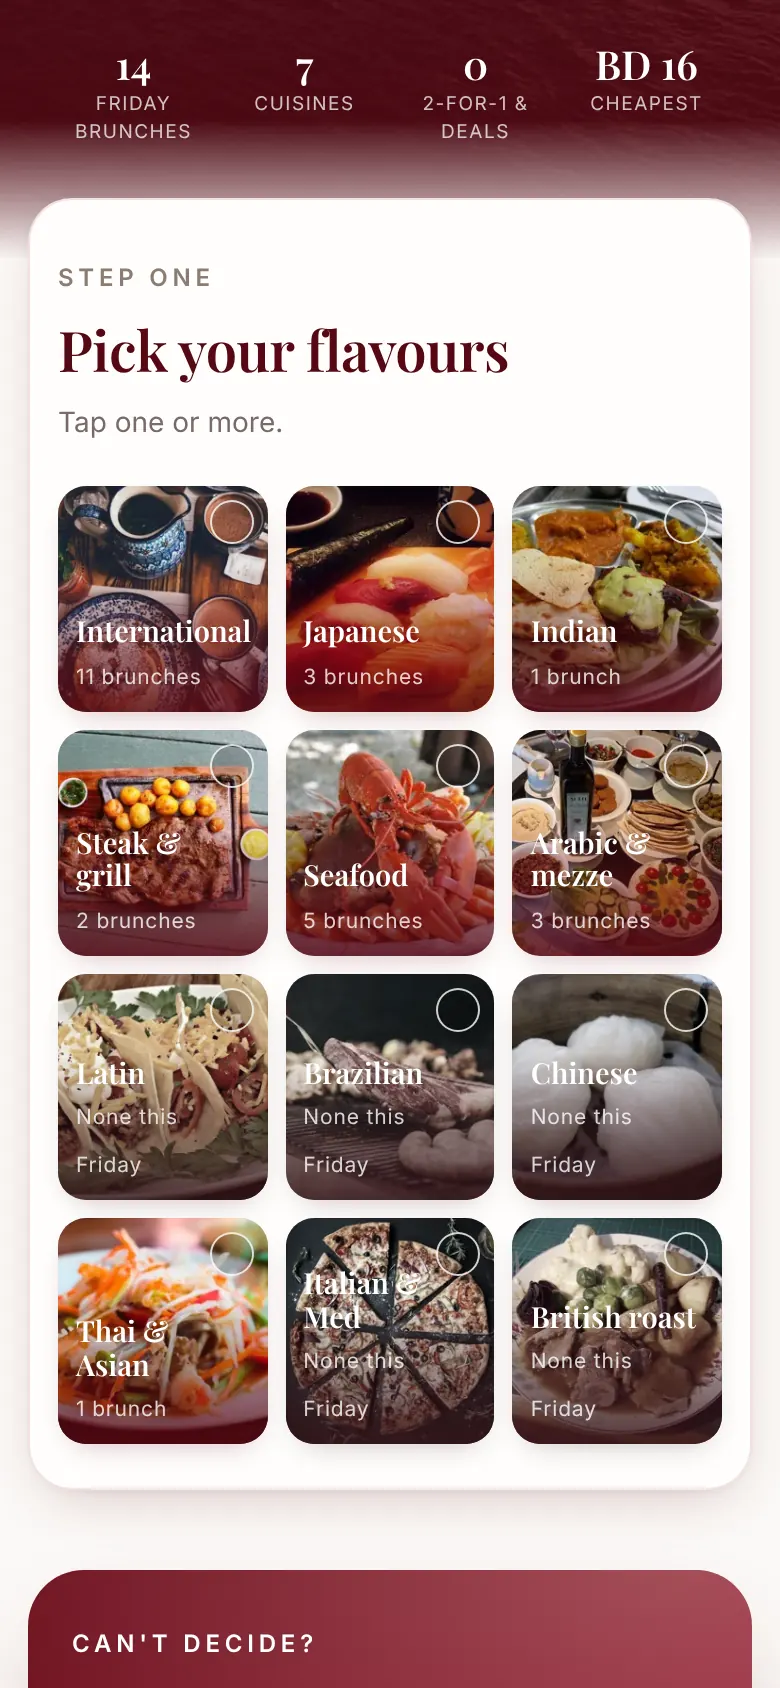 14
FRIDAY
BRUNCHES
7
CUISINES
0
2-FOR-1 &
DEALS
BD 16
CHEAPEST
STEP ONE
Pick your flavours
Tap one or more.
International
11 brunches
Japanese
3 brunches
Indian
1 brunch
Steak &
grill
2 brunches
Seafood
5 brunches
Arabic &
mezze
3 brunches
Latin
None this
Friday
Brazilian
None this
Friday
Chinese
None this
Friday
Thai &
Asian
1 brunch
Italian &
Med
None this
Friday
British roast
None this
Friday
CAN'T DECIDE?